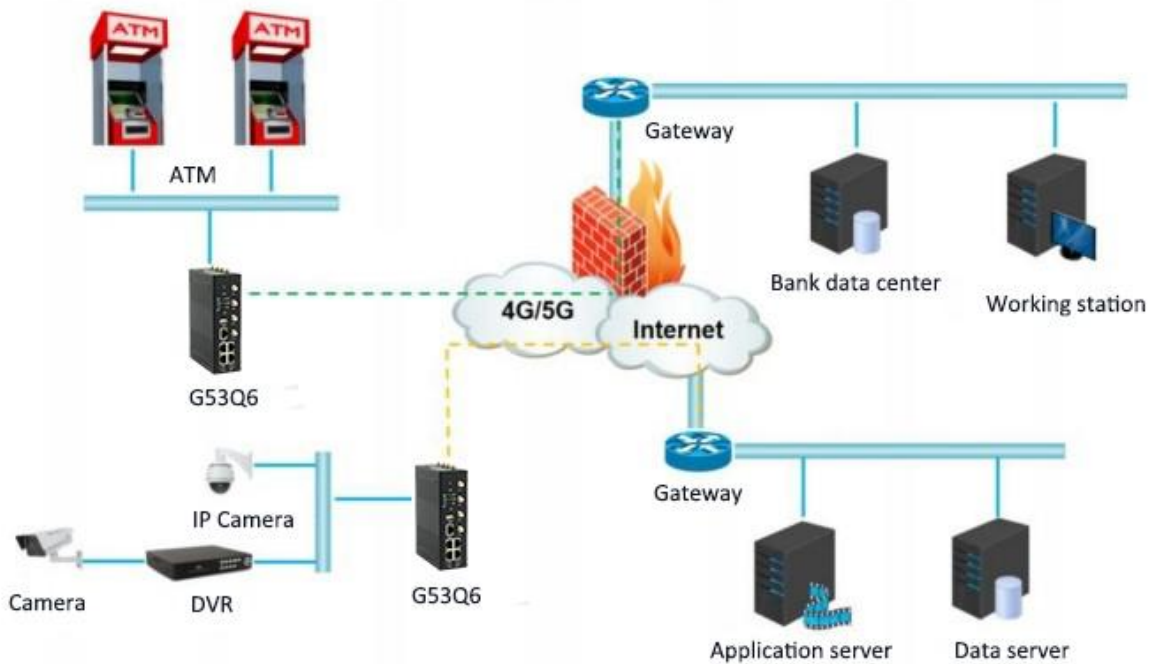 ATM
ATM
ATM
Gateway
Bank data center
Working station
4G/5G
Internet
G53Q6
Gateway
IP Camera
Camera
DVR
G53Q6
Application server
Data server